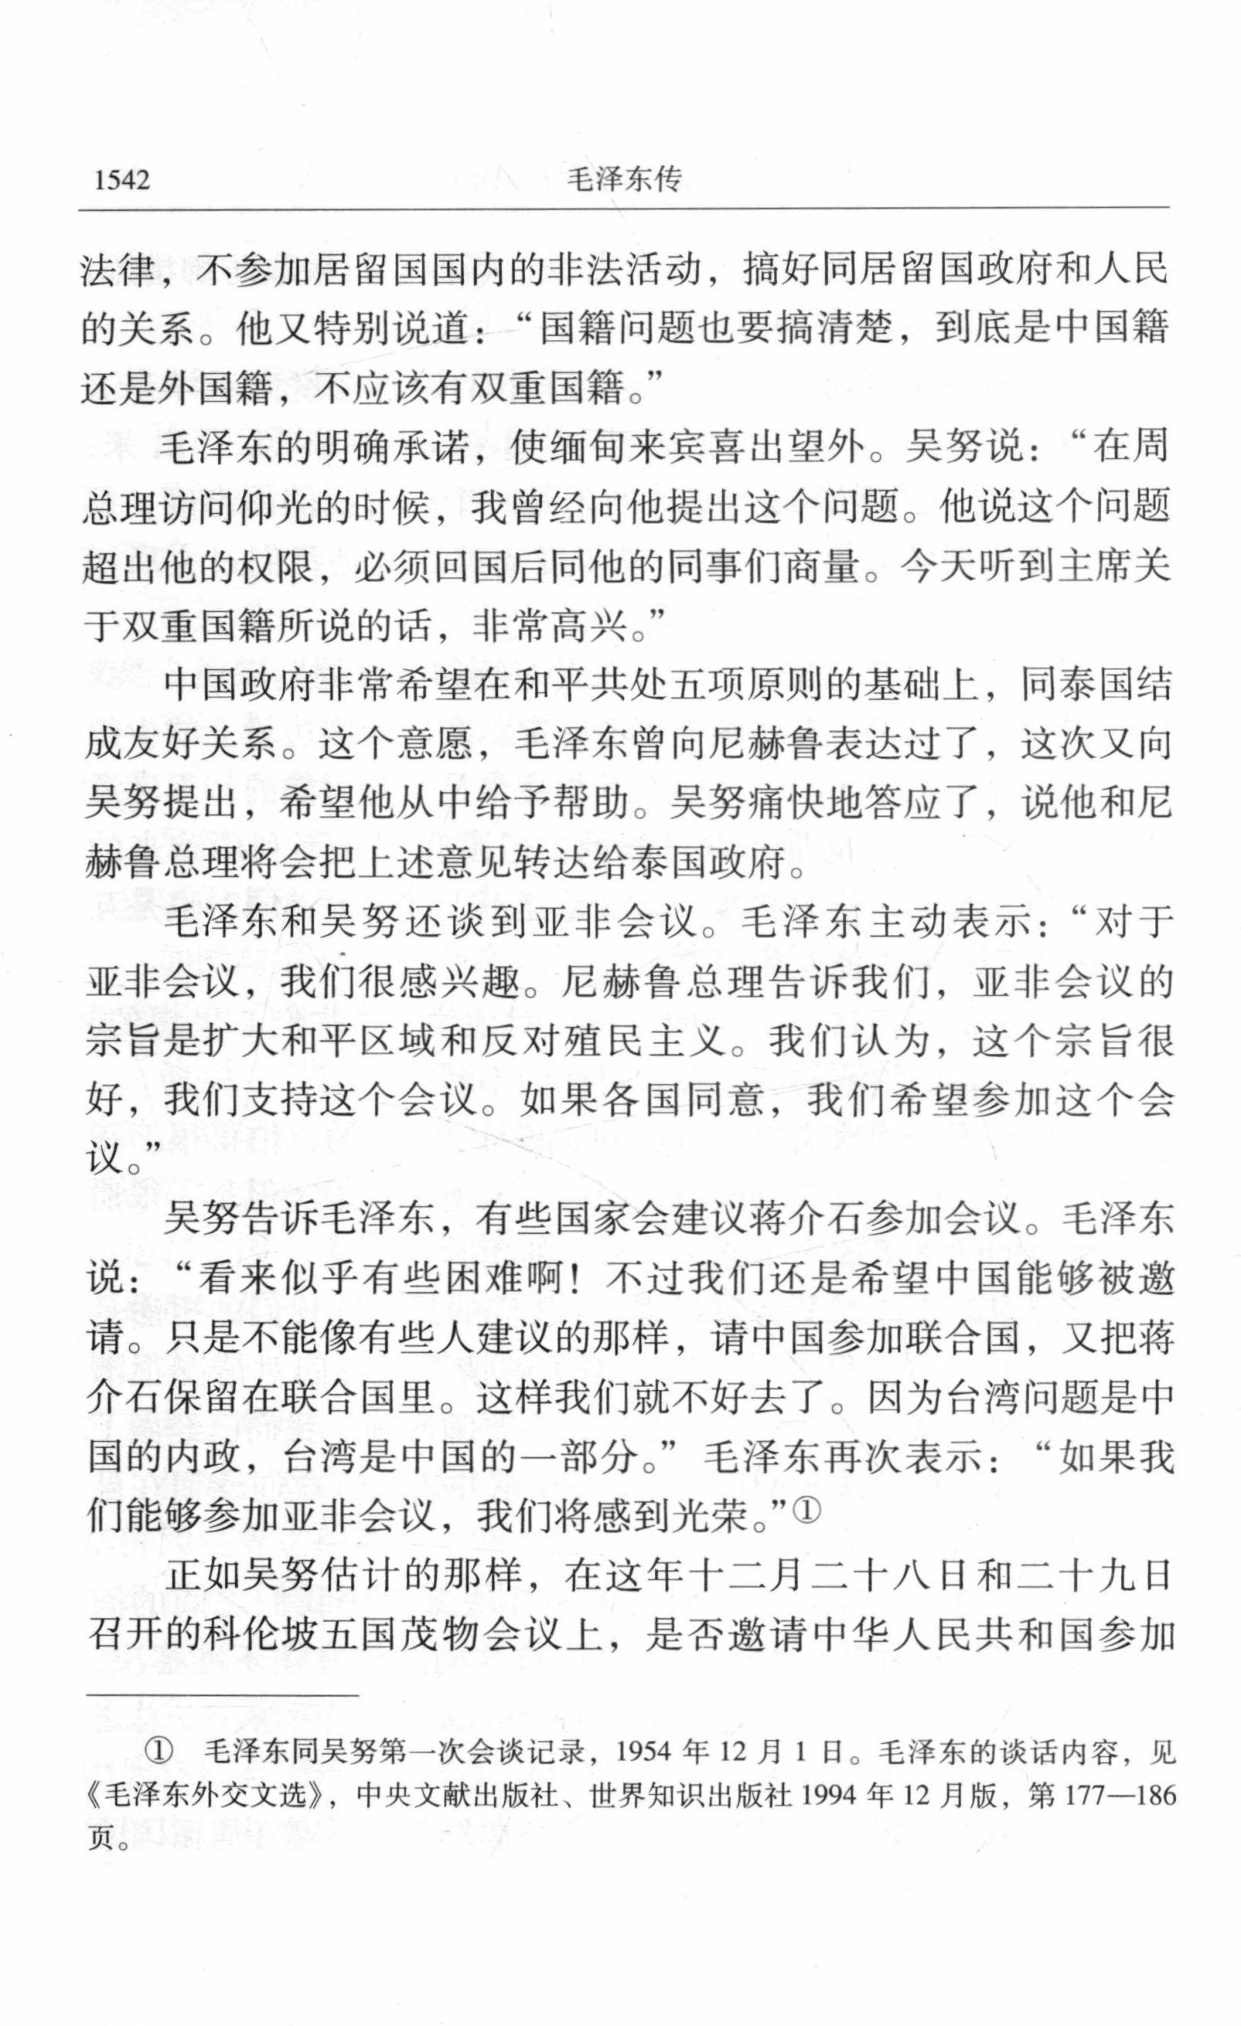 1542 毛泽东传
法律，不参加居留国国内的非法活动，搞好同居留国政府和人民
的关系。他又特别说道：“国籍问题也要搞清楚，到底是中国籍
还是外国籍，不应该有双重国籍。”
毛泽东的明确承诺，使缅甸来宾喜出望外。吴努说：“在周
总理访问仰光的时候，我曾经向他提出这个问题。他说这个问题
超出他的权限，必须回国后同他的同事们商量。今天听到主席关
于双重国籍所说的话，非常高兴。”
中国政府非常希望在和平共处五项原则的基础上，同泰国结
成友好关系。这个意愿，毛泽东曾向尼赫鲁表达过了，这次又向
吴努提出，希望他从中给予帮助。吴努痛快地答应了，说他和尼
赫鲁总理将会把上述意见转达给泰国政府。
毛泽东和吴努还谈到亚非会议。毛泽东主动表示：“对于
亚非会议，我们很感兴趣。尼赫鲁总理告诉我们，亚非会议的
宗旨是扩大和平区域和反对殖民主义。我们认为，这个宗旨很
好，我们支持这个会议。如果各国同意，我们希望参加这个会
议。”
吴努告诉毛泽东，有些国家会建议蒋介石参加会议。毛泽东
说：“看来似乎有些困难啊！不过我们还是希望中国能够被邀
请。只是不能像有些人建议的那样，请中国参加联合国，又把蒋
介石保留在联合国里。这样我们就不好去了。因为台湾问题是中
国的内政，台湾是中国的一部分。”毛泽东再次表示：“如果我
们能够参加亚非会议，我们将感到光荣。”①
正如吴努估计的那样，在这年十二月二十八日和二十九日
召开的科伦坡五国茂物会议上，是否邀请中华人民共和国参加
① 毛泽东同吴努第一次会谈记录，1954 年 12 月 1 日。毛泽东的谈话内容，见
《毛泽东外交文选》，中央文献出版社、世界知识出版社 1994 年 12 月版，第 177—186
页。